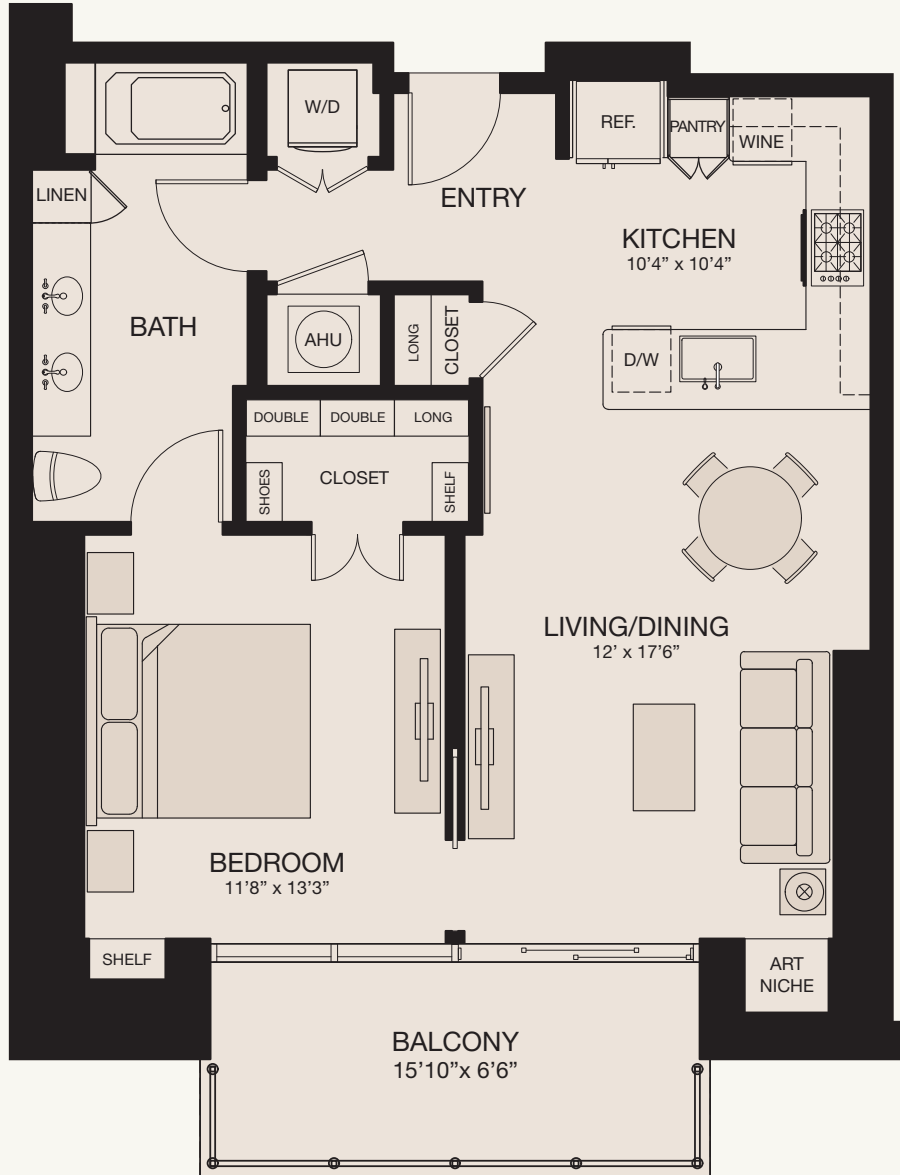 W/D
REF.
PANTRY
WINE
LINEN
ENTRY
KITCHEN
10'4" x 10'4"
BATH
AHU
LONG
CLOSET
D/W
DOUBLE
DOUBLE
LONG
SHOES
CLOSET
SHELF
LIVING/DINING
12' x 17'6"
BEDROOM
11'8" x 13'3"
SHELF
ART
NICHE
BALCONY
15'10"x 6'6"